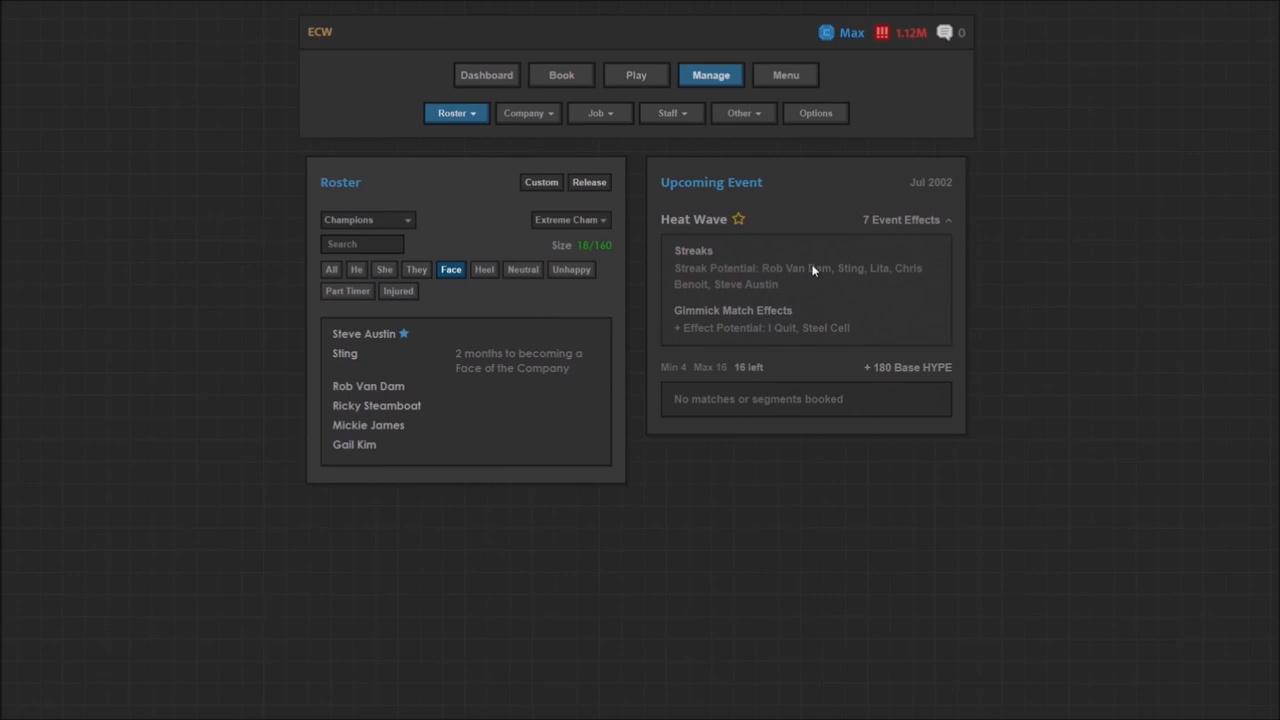 ECW
Max 1.12M 0
Dashboard Book Play Manage Menu
Roster Company Job Staff Other Options
Roster Custom Release
Champions Extreme Cham
Search Size 18/160
All He She They Face Heel Neutral Unhappy
Part Timer Injured
Steve Austin
Sting 2 months to becoming a
Face of the Company
Rob Van Dam
Ricky Steamboat
Mickie James
Gail Kim
Upcoming Event Jul 2002
Heat Wave 7 Event Effects
Streaks
Streak Potential: Rob Van Dam, Sting, Lita, Chris
Benoit, Steve Austin
Gimmick Match Effects
+ Effect Potential: I Quit, Steel Cell
Min 4 Max 16 16 left + 180 Base HYPE
No matches or segments booked